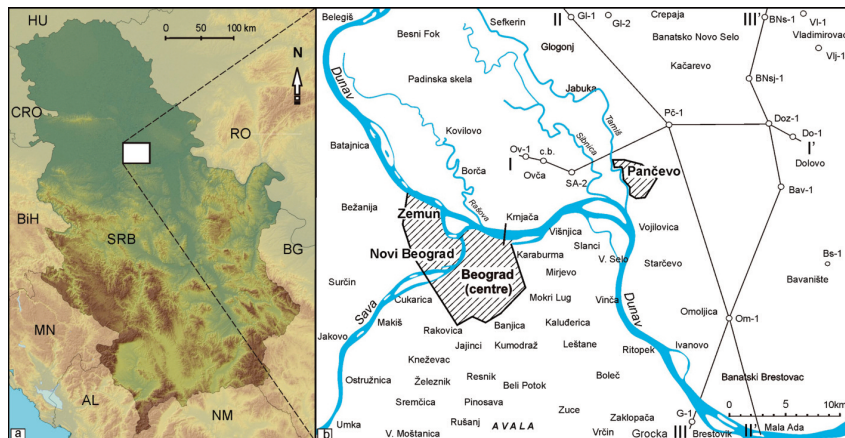 HU
0 50 100 km
N
CRO
RO
BiH
SRB
BG
MN
AL
NM
a
Belegiš
Sefkerin
II
Gl-1
Gl-2
Crepaja
III'
BNs-1
Vl-1
Vladimirovac
Vlj-1
Besni Fok
Glogonj
Banatsko Novo Selo
Dunav
Padinska skela
Jabuka
Kačarevo
BNsj-1
Tamiš
Pč-1
Doz-1
Do-1
I'
Dolovo
Kovilovo
Sibnica
Batajnica
Ov-1
c.b.
I
Ovča
SA-2
Borča
Pančevo
Bav-1
Bežanija
Zemun
Rašova
Krnjača
Višnjica
Vojilovica
Slanci
Novi Beograd
Karaburma
V. Selo
Starčevo
Bs-1
Bavanište
Surčin
Beograd
(centre)
Mirjevo
Sava
Cukarica
Mokri Lug
Vinča
Dunav
Omoljica
Om-1
Makiš
Rakovica
Banjica
Kaluđerica
Jakovo
Jajinci
Kumodraž
Leštane
Ritopek
Ivanovo
Kneževac
Ostružnica
Železnik
Resnik
Beli Potok
Boleč
Banatski Brestovac
Sremčica
Pinosava
Zuce
Zaklopača
G-1
0 5 10km
Umka
Rušanj
AVALA
V. Moštanica
Vrčin
Grocka
III
Brestovik
II'
Mala Ada
b